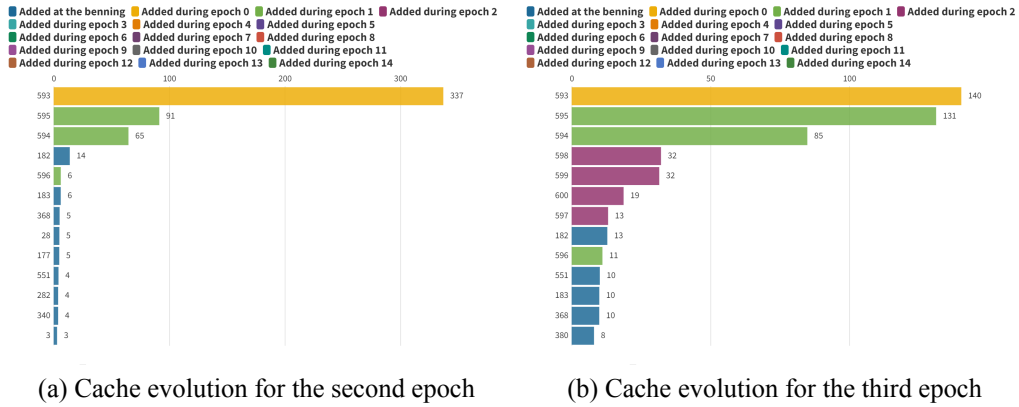 Added at the benning Added during epoch 0 Added during epoch 1 Added during epoch 2
Added during epoch 3 Added during epoch 4 Added during epoch 5
Added during epoch 6 Added during epoch 7 Added during epoch 8
Added during epoch 9 Added during epoch 10 Added during epoch 11
Added during epoch 12 Added during epoch 13 Added during epoch 14
0 100 200 300
593 337
595 91
594 65
182 14
596 6
183 6
368 5
28 5
177 5
551 4
282 4
340 4
3 3
(a) Cache evolution for the second epoch
Added at the benning Added during epoch 0 Added during epoch 1 Added during epoch 2
Added during epoch 3 Added during epoch 4 Added during epoch 5
Added during epoch 6 Added during epoch 7 Added during epoch 8
Added during epoch 9 Added during epoch 10 Added during epoch 11
Added during epoch 12 Added during epoch 13 Added during epoch 14
0 50 100
593 140
595 131
594 85
598 32
599 32
600 19
597 13
182 13
596 11
551 10
183 10
368 10
380 8
(b) Cache evolution for the third epoch